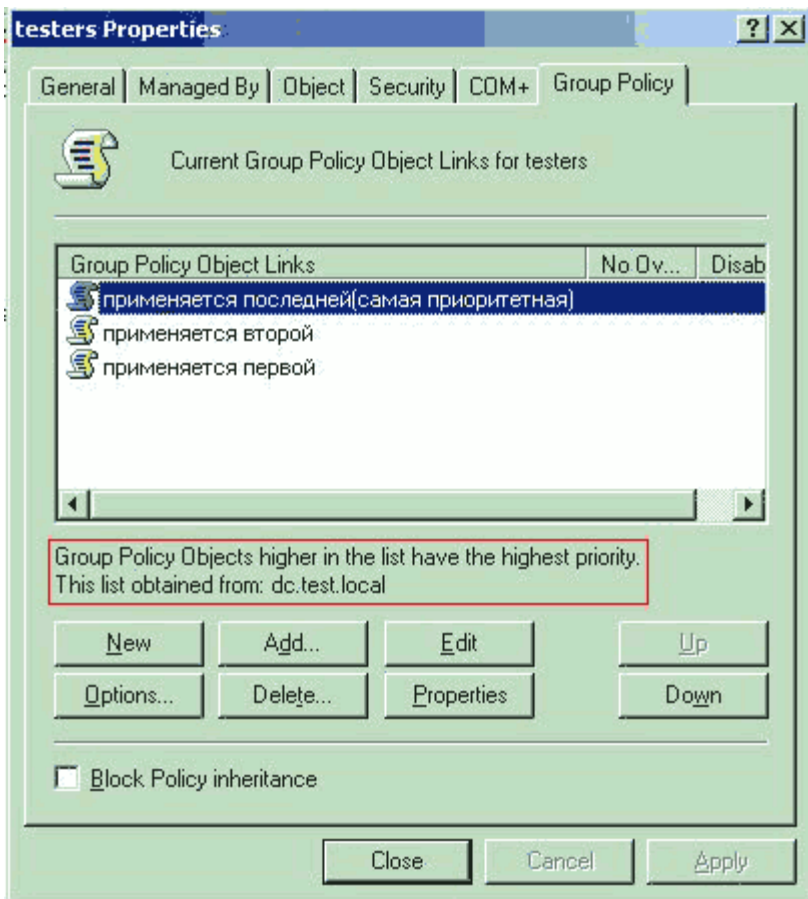 testers Properties
General Managed By Object Security COM+ Group Policy
Current Group Policy Object Links for testers
Group Policy Object Links No Ov... Disab
применяется последней(самая приоритетная)
применяется второй
применяется первой
Group Policy Objects higher in the list have the highest priority.
This list obtained from: dc.test.local
New Add... Edit Up
Options... Delete... Properties Down
Block Policy inheritance
Close Cancel Apply